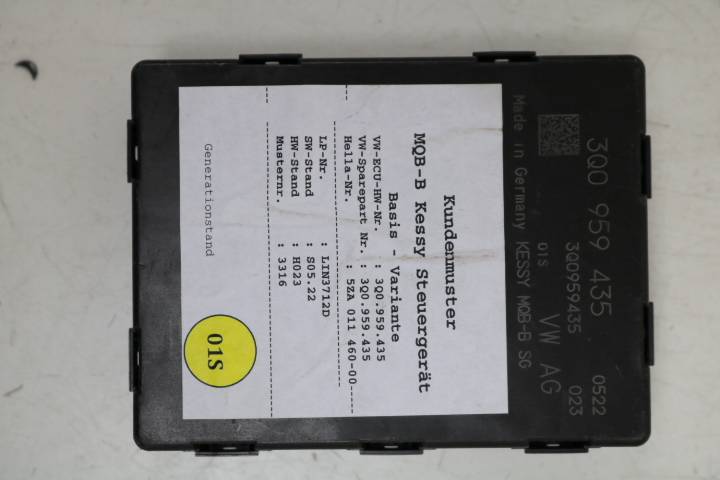 3Q0 959 435
3Q0959435
01S
VW AG
0522
023
Made in Germany KESSY MQB-B SG
Kundenmuster
MQB-B Kessy Steuergerät
Basis - Variante
VW-ECU-HW-Nr. : 3Q0.959.435
VW-Sparepart Nr. : 3Q0.959.435
Hella-Nr. : 5ZA 011 460-00
LP-Nr. : LIN3712D
SW-Stand : S05.22
HW-Stand : H023
Musternr. : 3316
Generationstand
01S